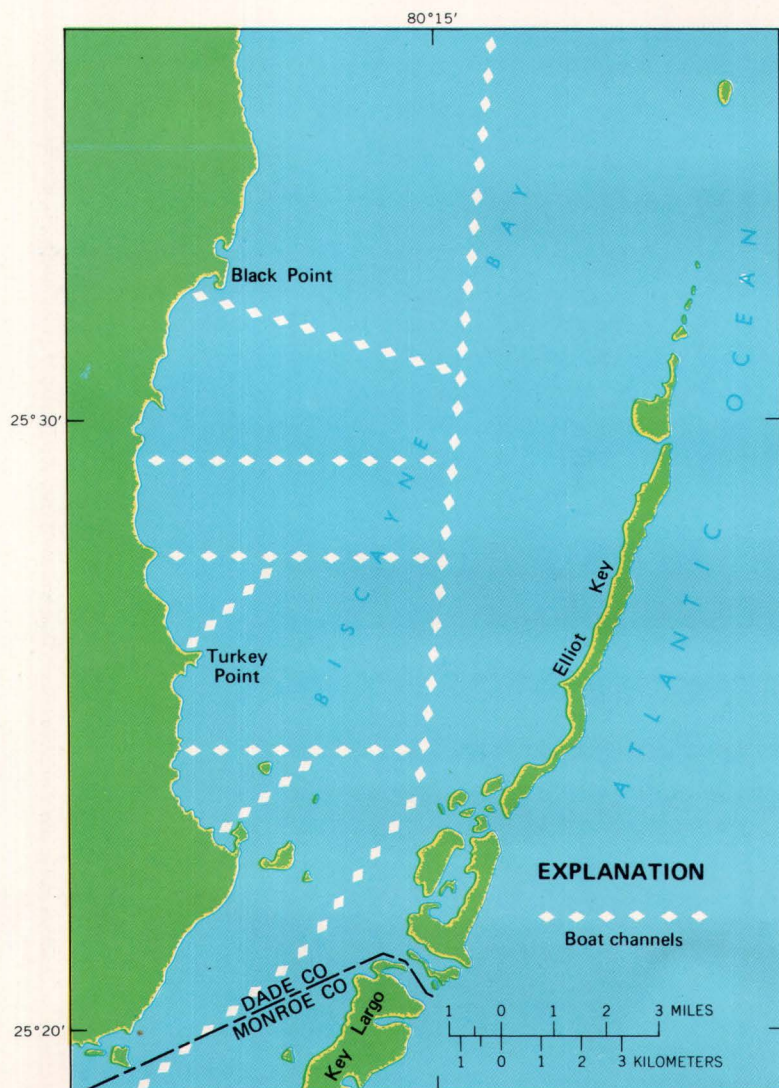 80°15'
BAY
Black Point
OCEAN
25°30'
BISCAYNE
Key
Elliot
ATLANTIC
Turkey
Point
EXPLANATION
Boat channels
DADE CO
MONROE CO
Key Largo
25°20'
1 0 1 2 3 MILES
1 0 1 2 3 KILOMETERS